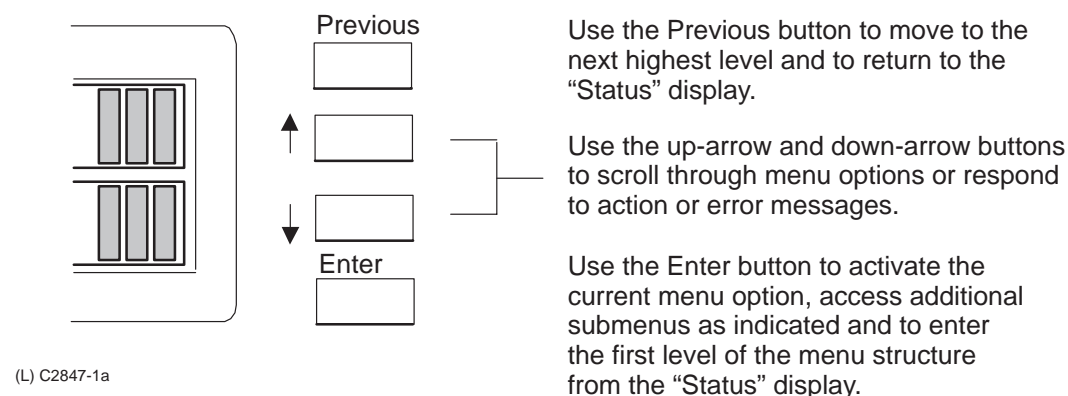 Previous
Use the Previous button to move to the
next highest level and to return to the
“Status” display.
Use the up-arrow and down-arrow buttons
to scroll through menu options or respond
to action or error messages.
Enter
Use the Enter button to activate the
current menu option, access additional
submenus as indicated and to enter
the first level of the menu structure
from the “Status” display.
(L) C2847-1a